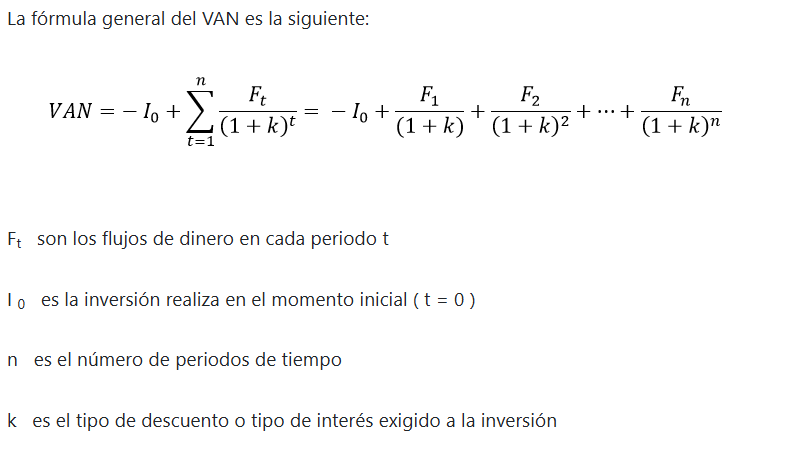 La fórmula general del VAN es la siguiente:
VAN = − I₀ + ∑ₜ₌₁ⁿ Fₜ/(1 + k)ᵗ = − I₀ + F₁/(1 + k) + F₂/(1 + k)² + ⋯ + Fₙ/(1 + k)ⁿ
Fₜ son los flujos de dinero en cada periodo t
I ₀ es la inversión realiza en el momento inicial ( t = 0 )
n es el número de periodos de tiempo
k es el tipo de descuento o tipo de interés exigido a la inversión